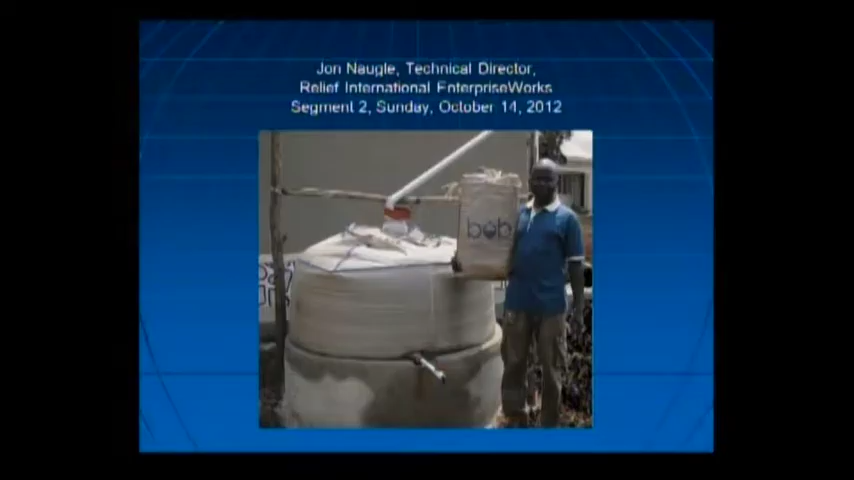 Jon Naugle, Technical Director,
Relief International EnterpriseWorks
Segment 2, Sunday, October 14, 2012
bob